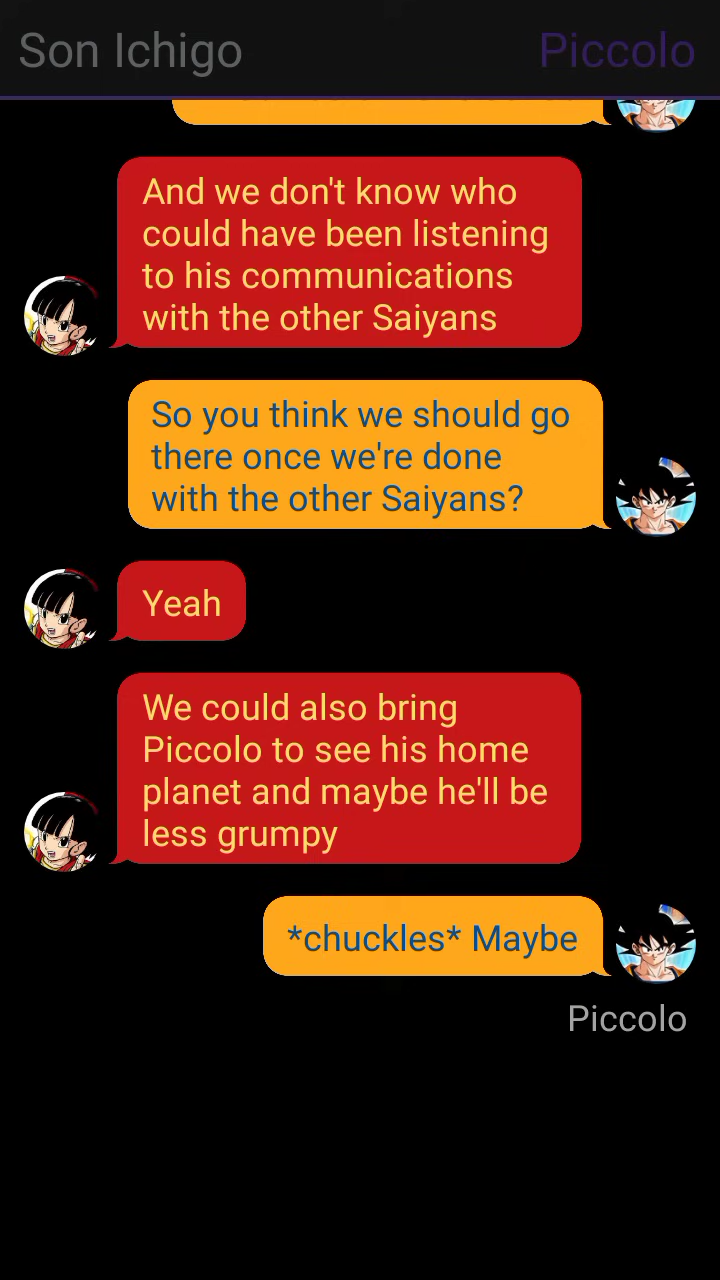 Son Ichigo
Piccolo
And we don't know who
could have been listening
to his communications
with the other Saiyans
So you think we should go
there once we're done
with the other Saiyans?
Yeah
We could also bring
Piccolo to see his home
planet and maybe he'll be
less grumpy
*chuckles* Maybe
Piccolo